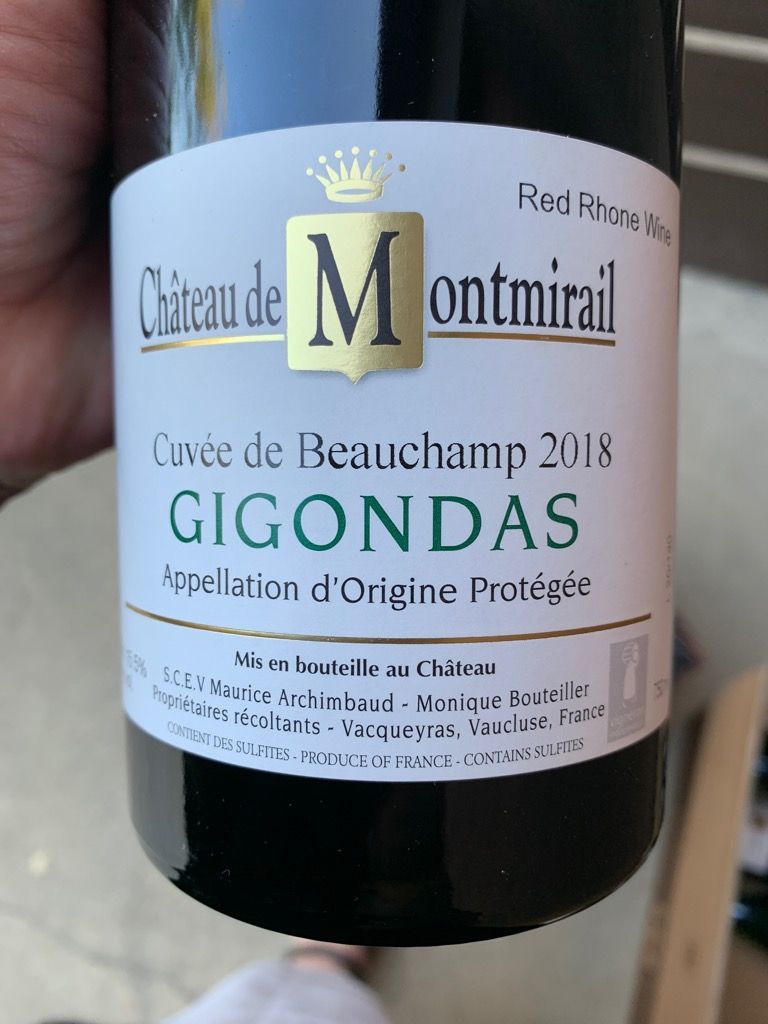 Red Rhone Wine
Château de Montmirail
Cuvée de Beauchamp 2018
GIGONDAS
Appellation d'Origine Protégée
Mis en bouteille au Château
S.C.E.V Maurice Archimbaud - Monique Bouteiller
Propriétaires récoltants - Vacqueyras, Vaucluse, France
CONTIENT DES SULFITES - PRODUCE OF FRANCE - CONTAINS SULFITES